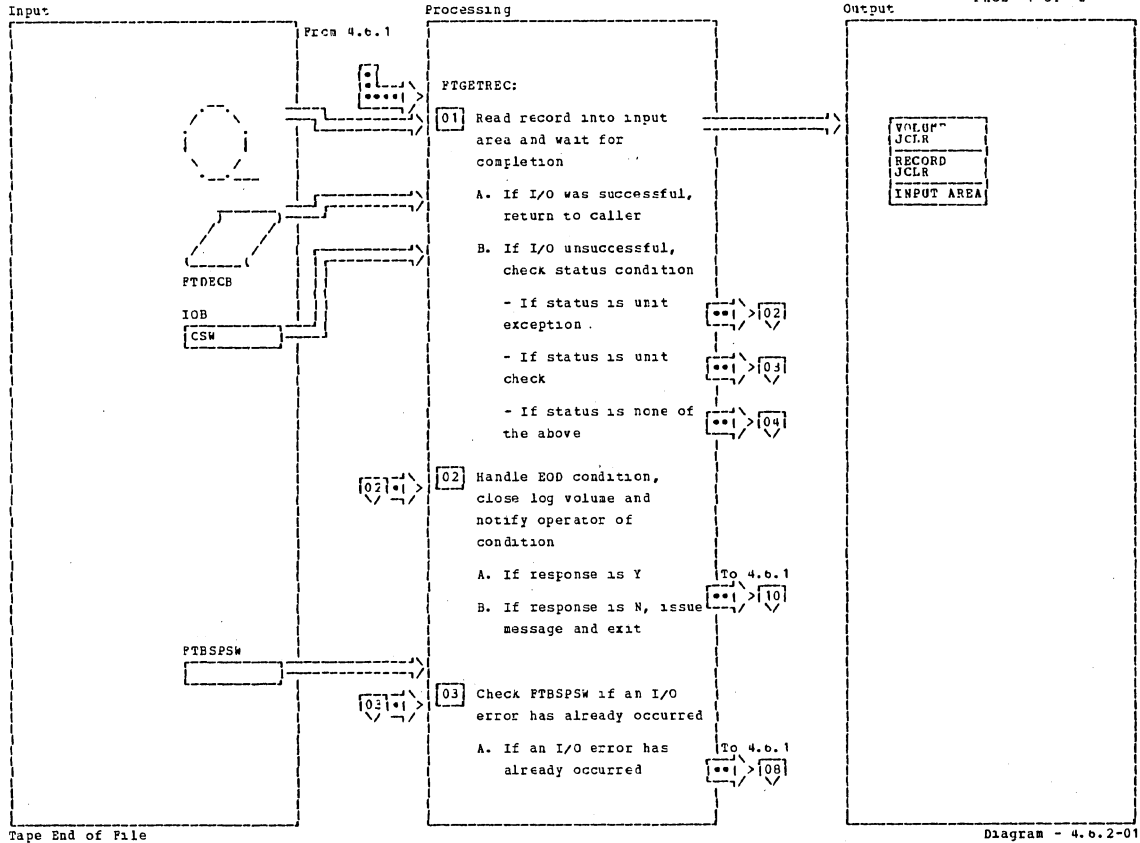 Input
Processing
Output
From 4.6.1
FTGETREC:
01 Read record into input
area and wait for
completion
A. If I/O was successful,
return to caller
B. If I/O unsuccessful,
check status condition
- If status is unit
exception.
02
- If status is unit
check
03
- If status is none of
the above
04
VOLUME
JCLR
RECORD
JCLR
INPUT AREA
FTDECB
IOB
CSW
02
02 Handle EOD condition,
close log volume and
notify operator of
condition
A. If response is Y
To 4.6.1
10
B. If response is N, issue
message and exit
FTBSPSW
03
03 Check FTBSPSW if an I/O
error has already occurred
A. If an I/O error has
already occurred
To 4.6.1
08
Tape End of File
Diagram - 4.6.2-01